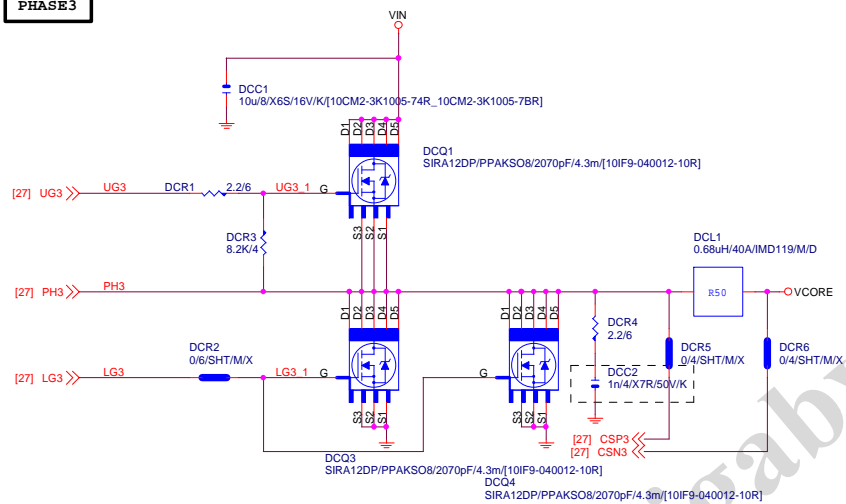 PHASE3
VIN
DCC1
10u/8/X6S/16V/K/[10CM2-3K1005-74R_10CM2-3K1005-7BR]
D1 D2 D3 D4 D5
DCQ1
SIRA12DP/PPAKSO8/2070pF/4.3m/[10IF9-040012-10R]
[27] UG3 UG3 DCR1 2.2/6 UG3_1 G
S3 S2 S1
DCR3
8.2K/4
DCL1
0.68uH/40A/IMD119/M/D
[27] PH3 PH3 R50 VCORE
D1 D2 D3 D4 D5 D1 D2 D3 D4 D5
DCR4
2.2/6
DCR2
0/6/SHT/M/X
DCR5
0/4/SHT/M/X
DCR6
0/4/SHT/M/X
[27] LG3 LG3 LG3_1 G G
DCC2
1n/4/X7R/50V/K
S3 S2 S1 S3 S2 S1
[27] CSP3
[27] CSN3
DCQ3
SIRA12DP/PPAKSO8/2070pF/4.3m/[10IF9-040012-10R]
DCQ4
SIRA12DP/PPAKSO8/2070pF/4.3m/[10IF9-040012-10R]
igaby